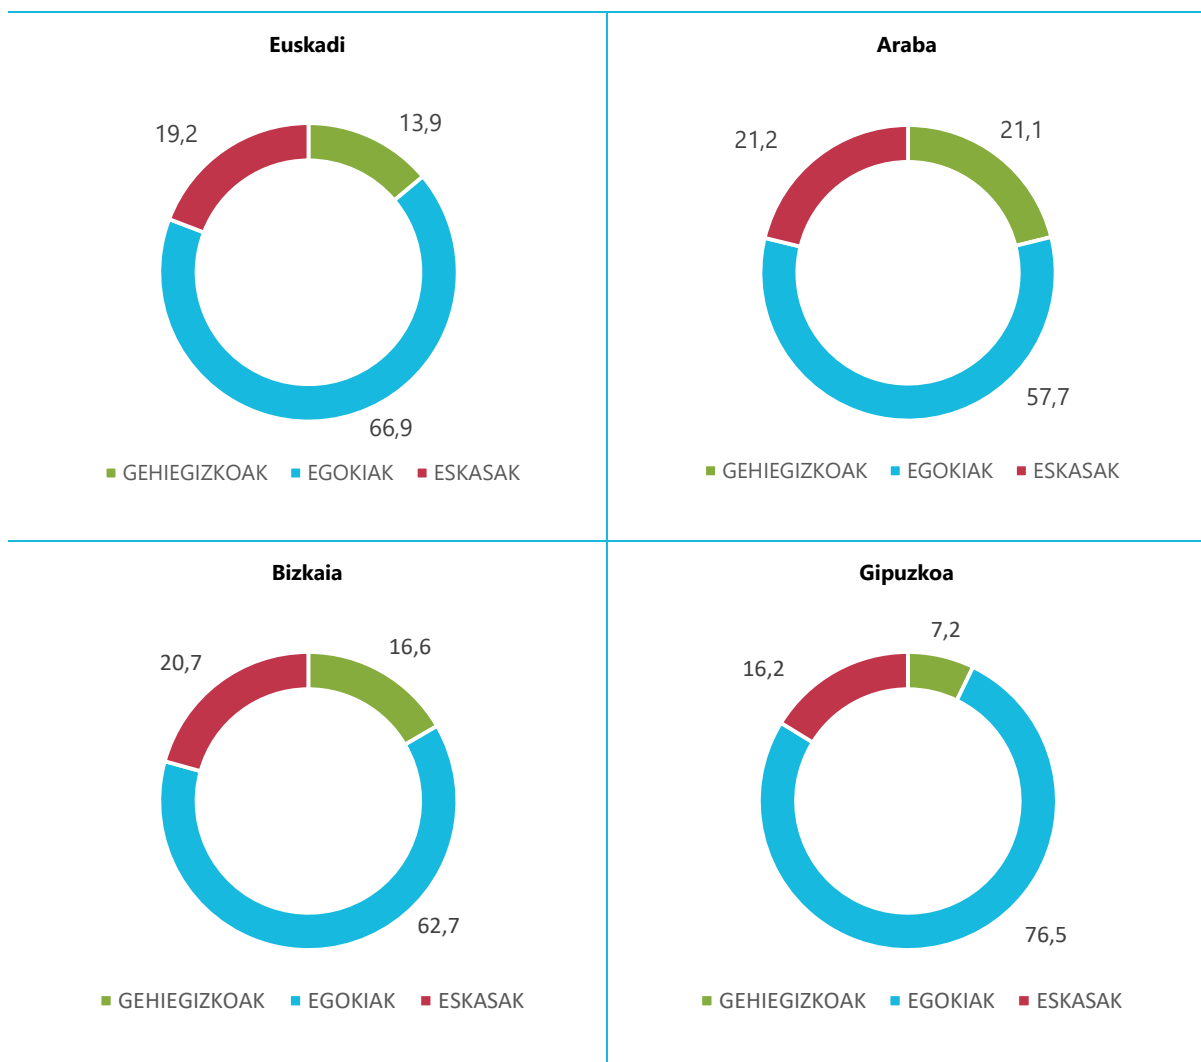 Euskadi
13,9
19,2
66,9
GEHIEGIZKOAK EGOKIAK ESKASAK
Araba
21,1
21,2
57,7
GEHIEGIZKOAK EGOKIAK ESKASAK
Bizkaia
16,6
20,7
62,7
GEHIEGIZKOAK EGOKIAK ESKASAK
Gipuzkoa
7,2
16,2
76,5
GEHIEGIZKOAK EGOKIAK ESKASAK